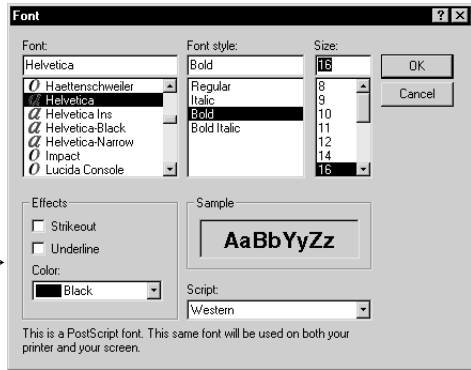 Font
Font:
Font style:
Size:
Helvetica
Bold
16
OK
Cancel
Haettenschweiler
Helvetica
Helvetica Ins
Helvetica-Black
Helvetica-Narrow
Impact
Lucida Console
Regular
Italic
Bold
Bold Italic
8
9
10
11
12
14
16
Effects
Strikeout
Underline
Color:
Black
Sample
AaBbYyZz
Script:
Western
This is a PostScript font. This same font will be used on both your
printer and your screen.